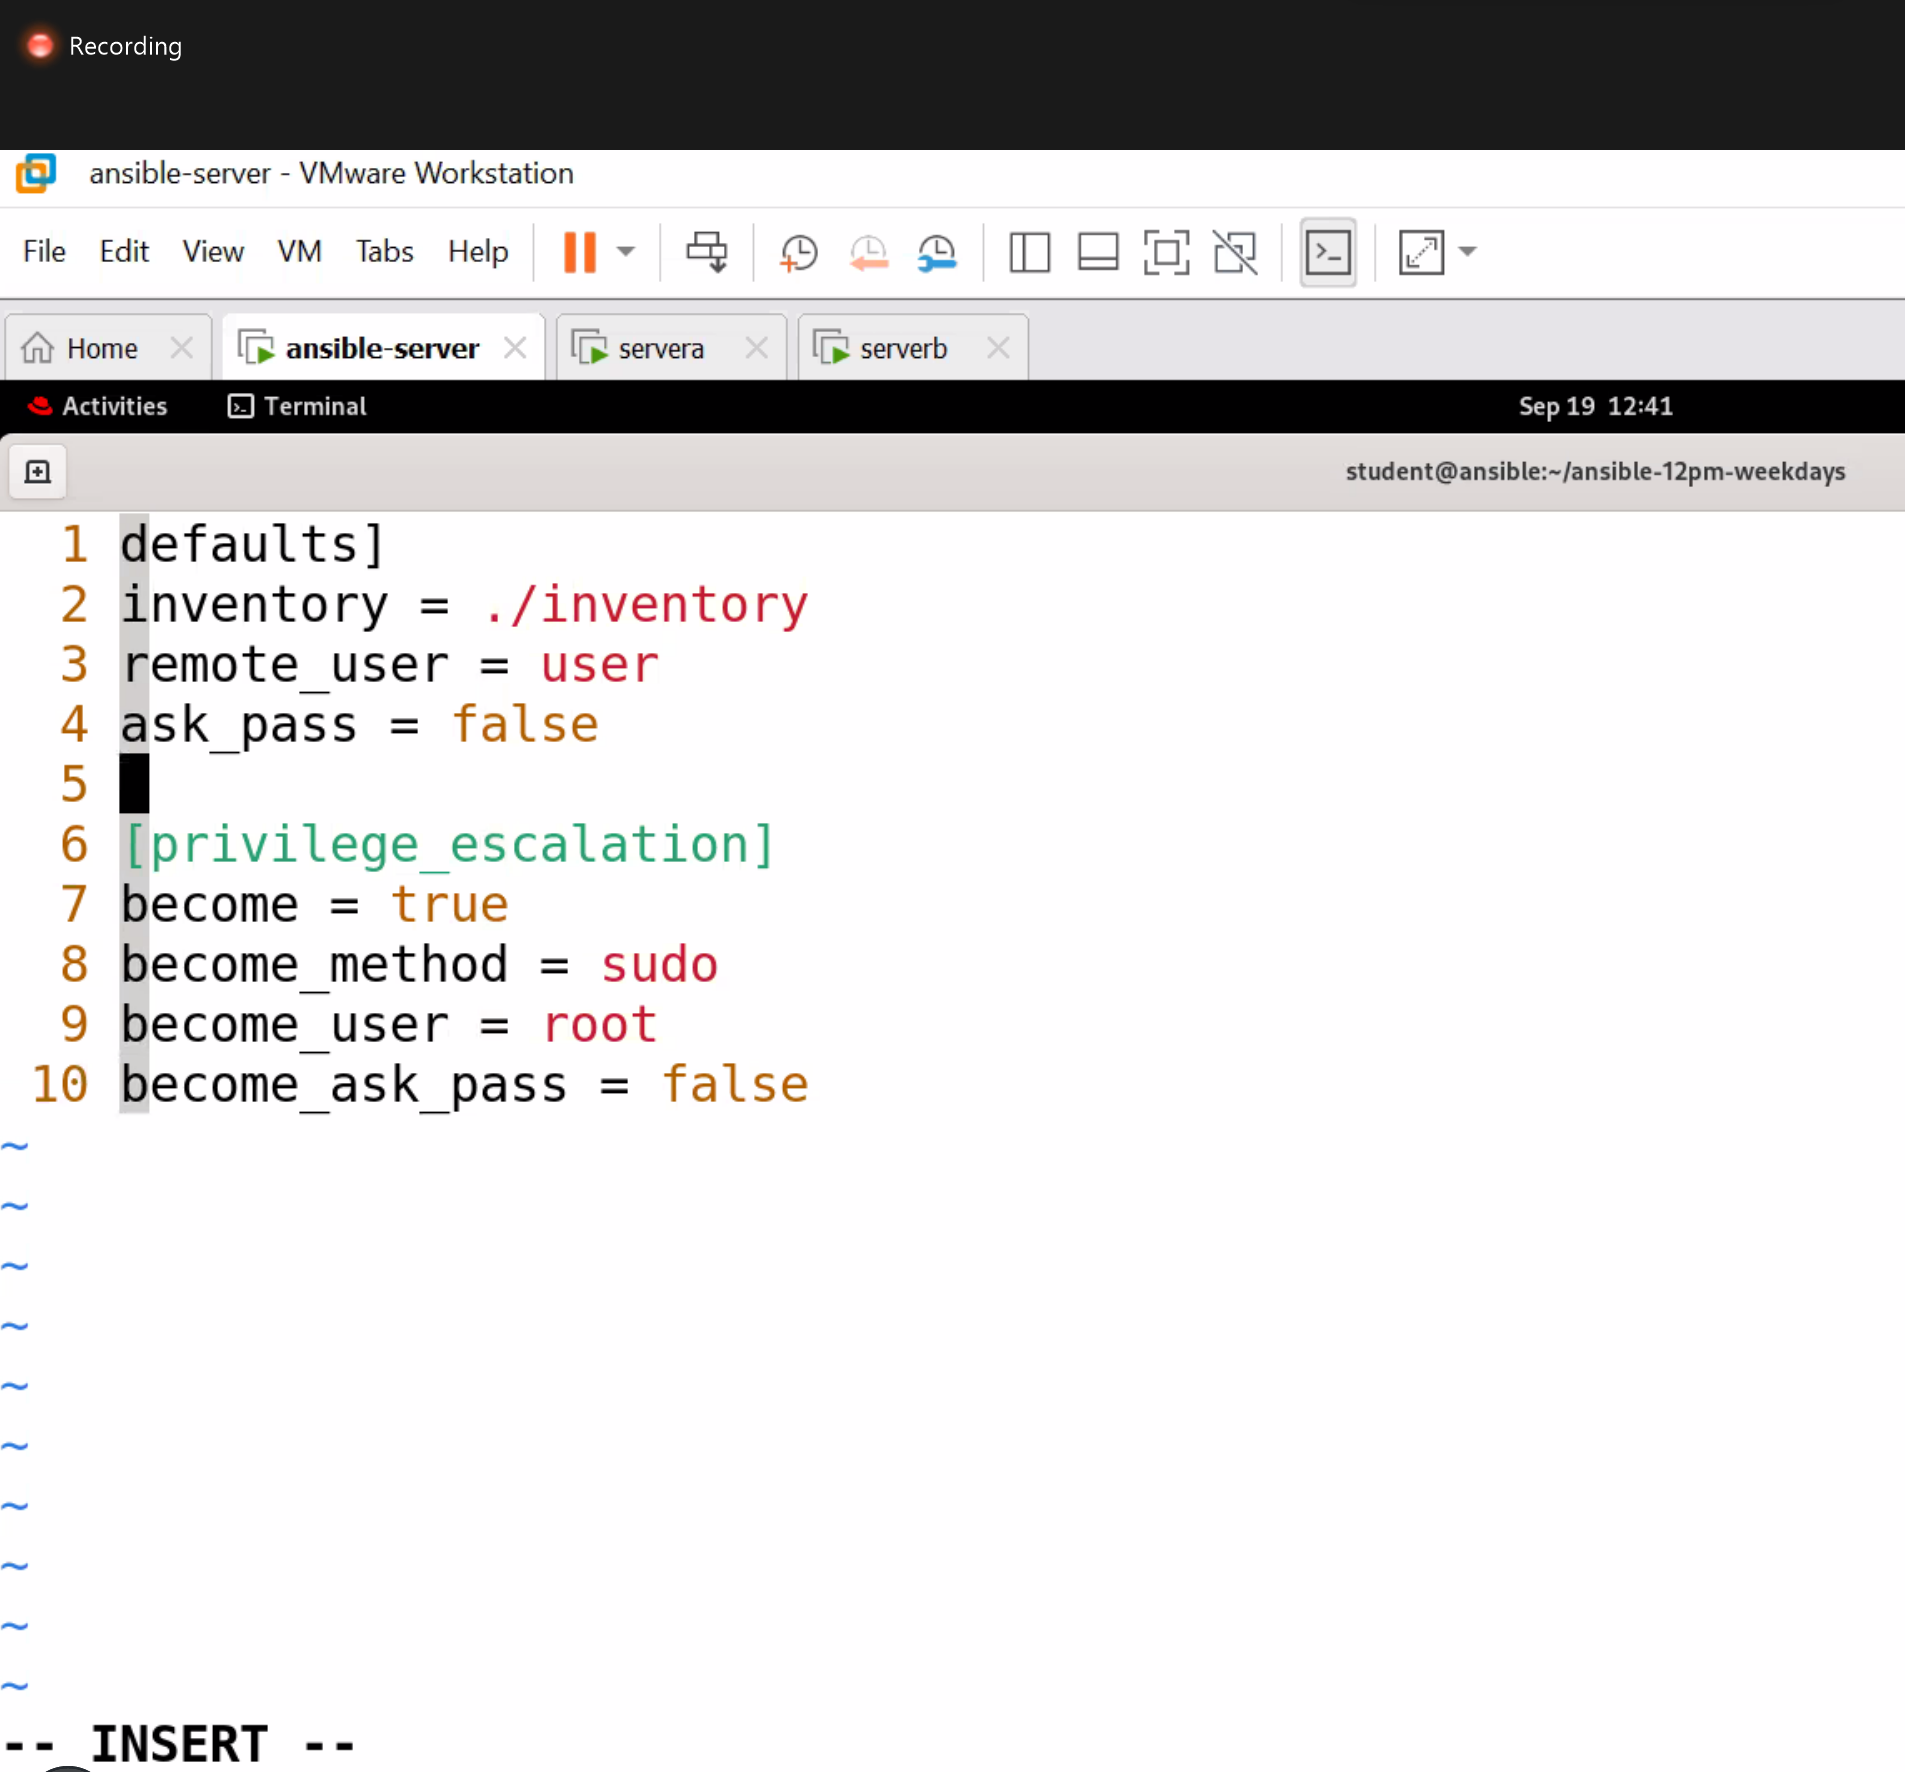 Recording
ansible-server - VMware Workstation
File Edit View VM Tabs Help
Home ansible-server servera serverb
Activities Terminal Sep 19 12:41
student@ansible:~/ansible-12pm-weekdays
1 defaults]
2 inventory = ./inventory
3 remote_user = user
4 ask_pass = false
5
6 [privilege_escalation]
7 become = true
8 become_method = sudo
9 become_user = root
10 become_ask_pass = false
~
~
~
~
~
~
~
~
~
~
-- INSERT --